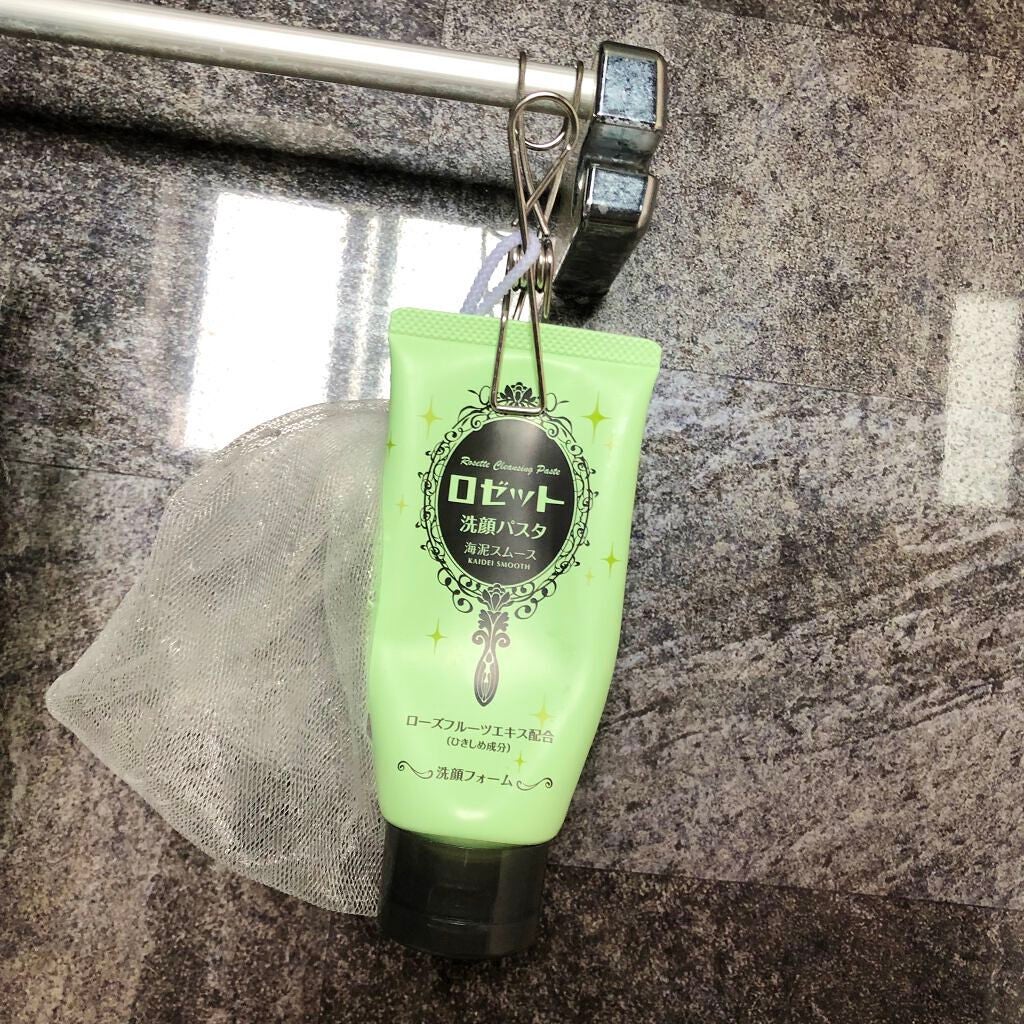 Rosette Cleansing Paste
ロゼット
洗顔パスタ
海泥スムース
KAIDEI SMOOTH
ローズフルーツエキス配合
(ひきしめ成分)
洗顔フォーム